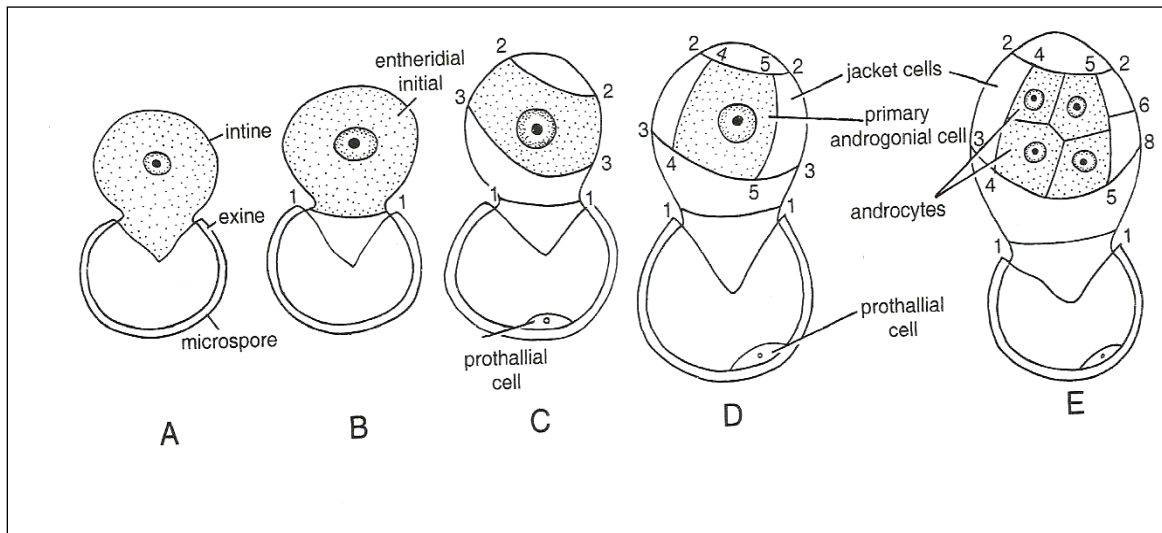 entheridial
initial
intine
exine
microspore
1 1
2
2
3
3
1 1
prothallial
cell
2 4 5 2
3
3
4
5
1 1
jacket cells
primary
androgonial cell
androcytes
prothallial
cell
2 4 5 2
6
3
8
4
5
1 1
A B C D E